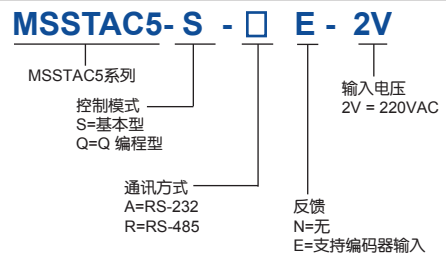 MSSTAC5- S - □ E - 2V
MSSTAC5系列
输入电压
2V = 220VAC
控制模式
S=基本型
Q=Q 编程型
通讯方式
A=RS-232
R=RS-485
反馈
N=无
E=支持编码器输入